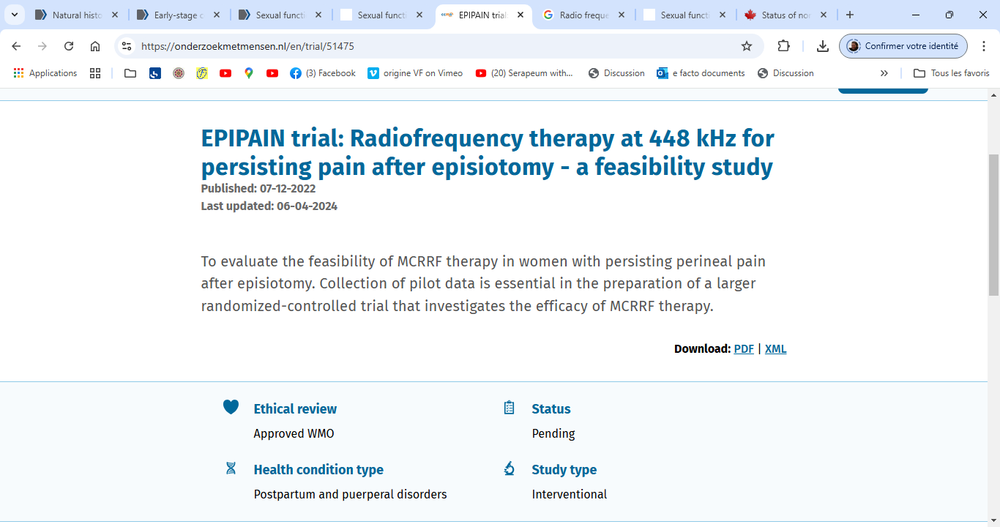 Natural histo
Early-stage c
Sexual functi
Sexual functi
EPIPAIN trial
Radio freque
Sexual functi
Status of nor
https://onderzoekmetmensen.nl/en/trial/51475
Confirmer votre identité
Applications
(3) Facebook
origine VF on Vimeo
(20) Serapeum with...
Discussion
e facto documents
Discussion
Tous les favoris
EPIPAIN trial: Radiofrequency therapy at 448 kHz for
persisting pain after episiotomy - a feasibility study
Published: 07-12-2022
Last updated: 06-04-2024
To evaluate the feasibility of MCRRF therapy in women with persisting perineal pain
after episiotomy. Collection of pilot data is essential in the preparation of a larger
randomized-controlled trial that investigates the efficacy of MCRRF therapy.
Download: PDF | XML
Ethical review
Approved WMO
Status
Pending
Health condition type
Postpartum and puerperal disorders
Study type
Interventional